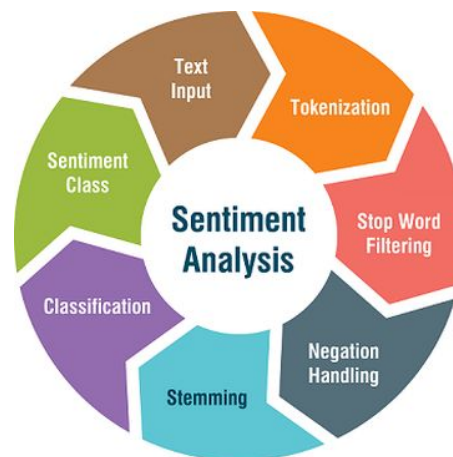 Text
Input
Tokenization
Stop Word
Filtering
Negation
Handling
Stemming
Classification
Sentiment
Class
Sentiment
Analysis